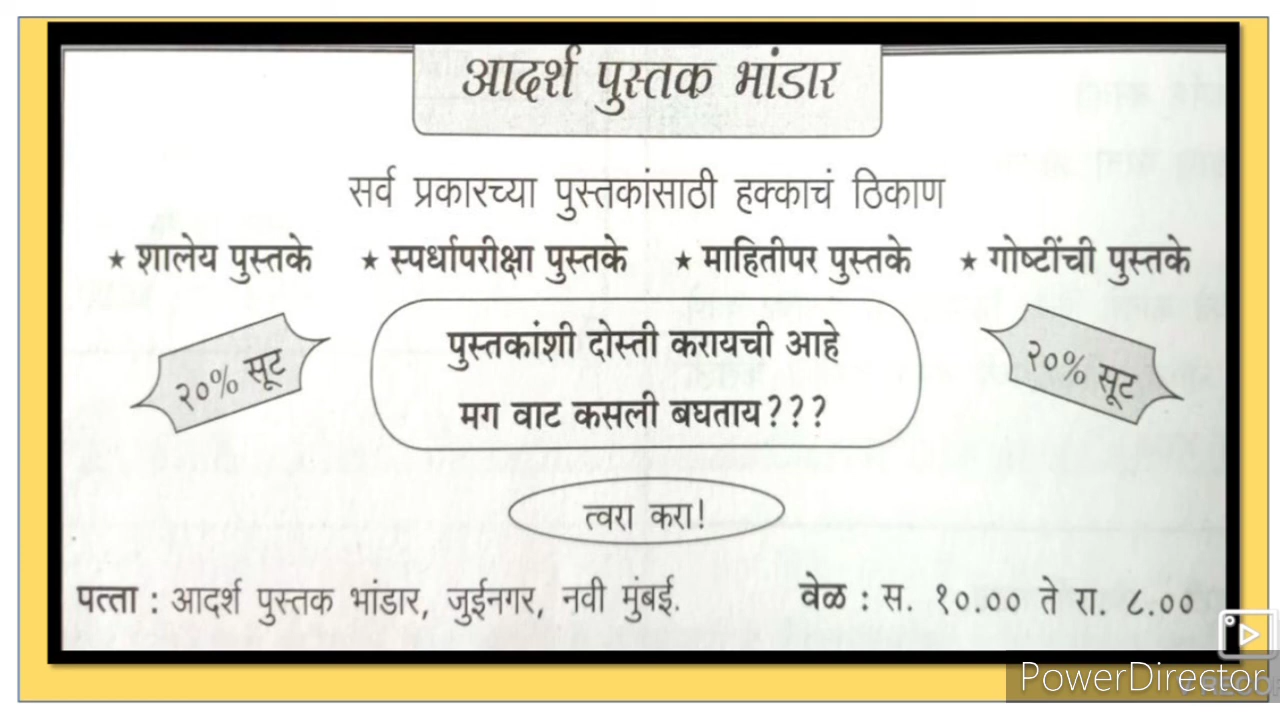 आदर्श पुस्तक भांडार
सर्व प्रकारच्या पुस्तकांसाठी हक्काचं ठिकाण
★ शालेय पुस्तके ★ स्पर्धापरीक्षा पुस्तके ★ माहितीपर पुस्तके ★ गोष्टींची पुस्तके
२०% सूट
पुस्तकांशी दोस्ती करायची आहे
मग वाट कसली बघताय???
२०% सूट
त्वरा करा!
पत्ता : आदर्श पुस्तक भांडार, जुईनगर, नवी मुंबई. वेळ : स. १०.०० ते रा. ८.००
PowerDirector